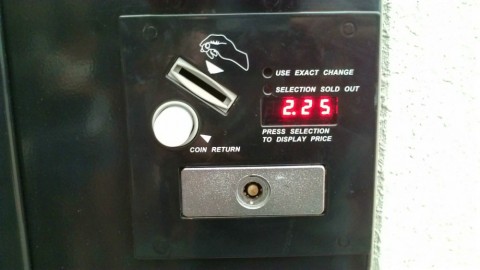 USE EXACT CHANGE
SELECTION SOLD OUT
2.25
PRESS SELECTION
TO DISPLAY PRICE
COIN RETURN